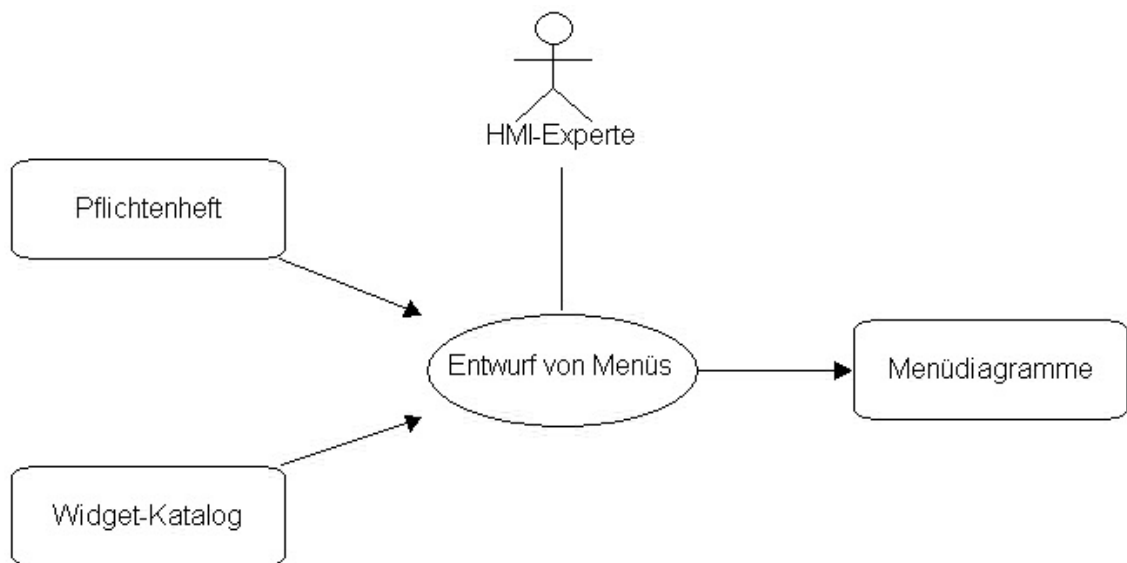 HMI-Experte
Pflichtenheft
Entwurf von Menüs
Menüdiagramme
Widget-Katalog